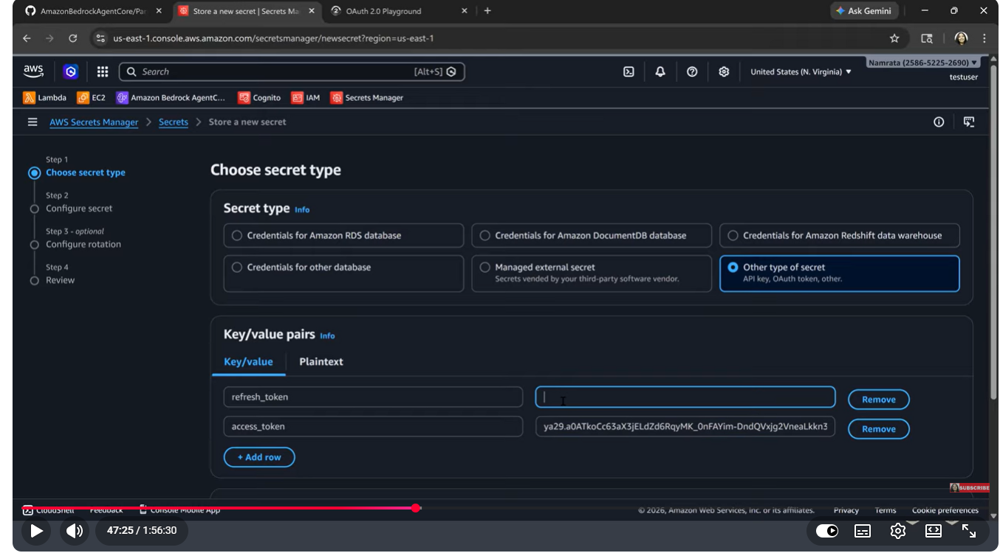 AmazonBedrockAgentCore/Par
Store a new secret | Secrets Ma
OAuth 2.0 Playground
Ask Gemini
us-east-1.console.aws.amazon.com/secretsmanager/newsecret?region=us-east-1
aws
Search
[Alt+S]
United States (N. Virginia)
Namrata (2586-5225-2690)
testuser
Lambda
EC2
Amazon Bedrock AgentC...
Cognito
IAM
Secrets Manager
AWS Secrets Manager
Secrets
Store a new secret
Step 1
Choose secret type
Step 2
Configure secret
Step 3 - optional
Configure rotation
Step 4
Review
Choose secret type
Secret type Info
Credentials for Amazon RDS database
Credentials for Amazon DocumentDB database
Credentials for Amazon Redshift data warehouse
Credentials for other database
Managed external secret
Secrets vended by your third-party software vendor.
Other type of secret
API key, OAuth token, other.
Key/value pairs Info
Key/value
Plaintext
refresh_token
Remove
access_token
ya29.a0ATkoCc63aX3jELdZd6RqyMK_0nFAYim-DndQVxjg2VneaLkkn3
Remove
+ Add row
SUBSCRIBE
CloudShell
Feedback
Console Mobile App
© 2026, Amazon Web Services, Inc. or its affiliates.
Privacy
Terms
Cookie preferences
47:25 / 1:56:30